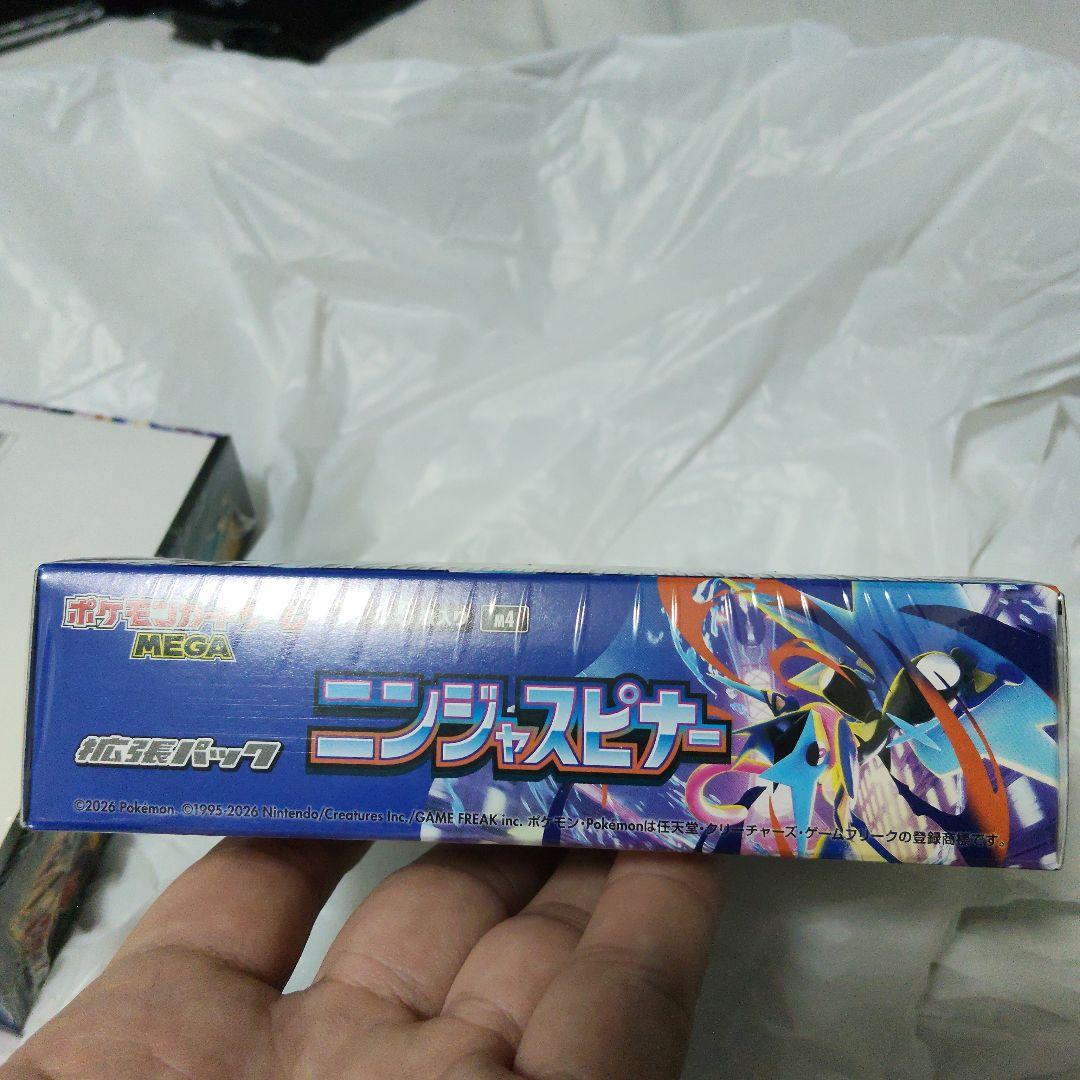 ポケモンカードゲーム
MEGA
入り M4
拡張パック
ニンジャスピナー
©2026 Pokémon. ©1995-2026 Nintendo/Creatures Inc./GAME FREAK inc. ポケモン・Pokémonは任天堂・クリーチャーズ・ゲームフリークの登録商標です。